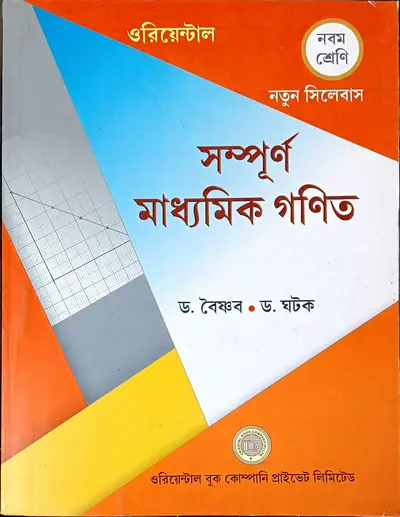 ওরিয়েন্টাল
নবম
শ্রেণি
নতুন সিলেবাস
সম্পূর্ণ
মাধ্যমিক গণিত
ড. বৈষ্ণব • ড. ঘটক
ওরিয়েন্টাল বুক কোম্পানি প্রাইভেট লিমিটেড